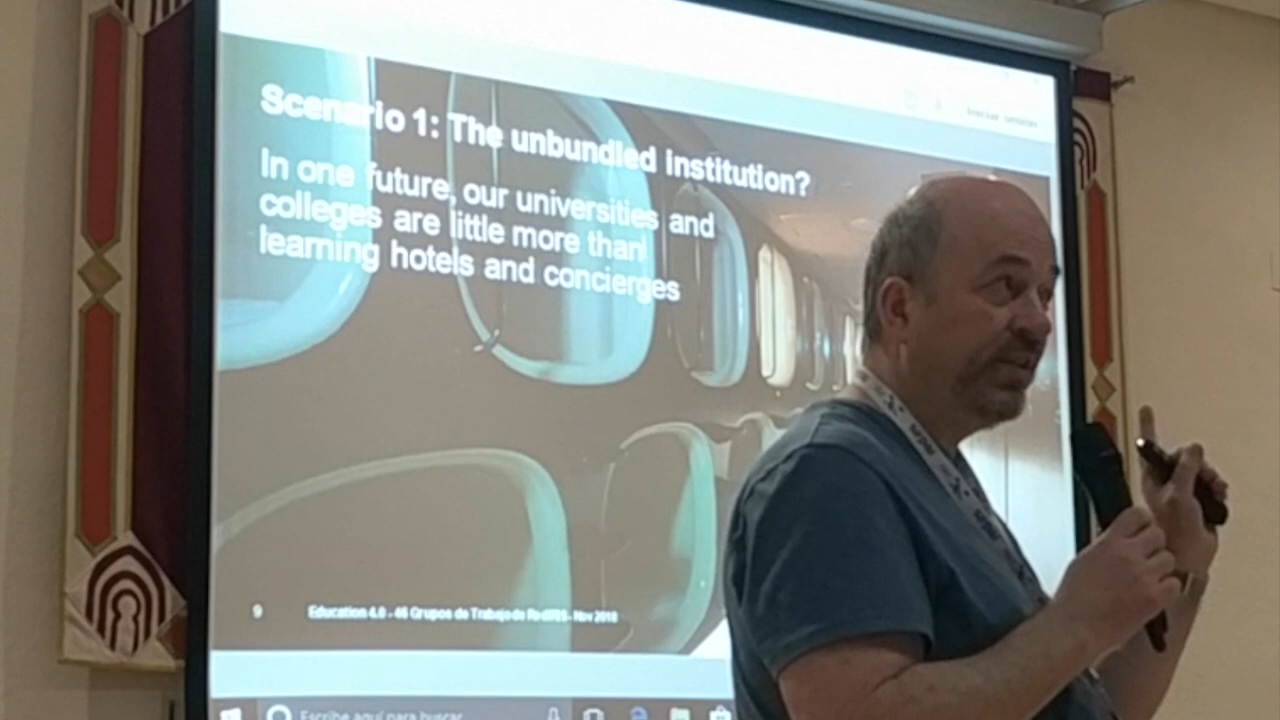 Scenario 1: The unbundled institution?
In one future, our universities and
colleges are little more than
learning hotels and concierges
9 Education 4.0 - 46 Grupos de Trabajo de RedIRIS- Nov 2018
Escribe aquí para buscar